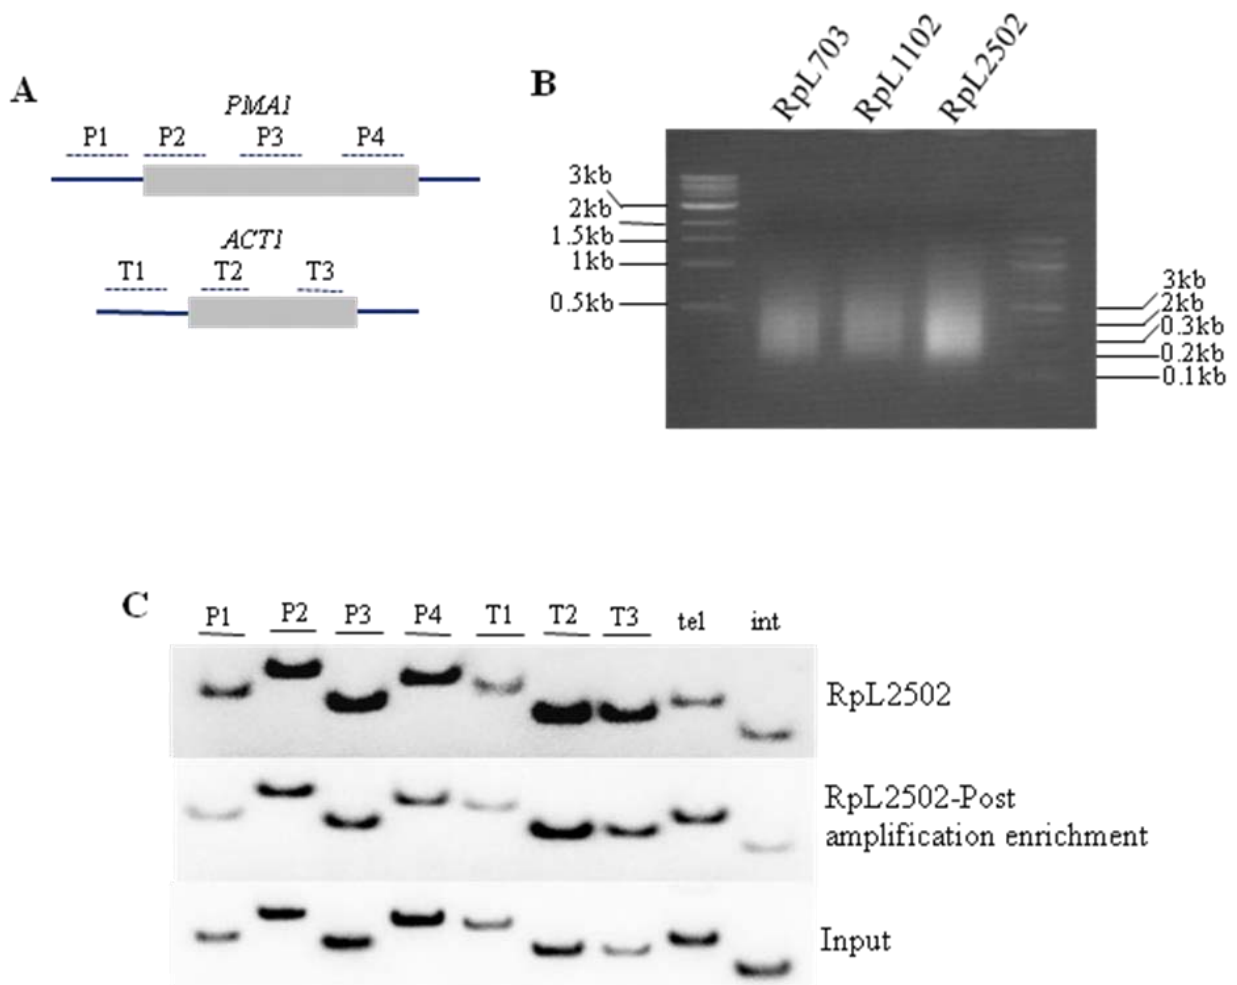 A
PMA1
P1 P2 P3 P4
ACT1
T1 T2 T3
B
RpL703 RpL1102 RpL2502
3kb
2kb
1.5kb
1kb
0.5kb
3kb
2kb
0.3kb
0.2kb
0.1kb
C
P1 P2 P3 P4 T1 T2 T3 tel int
RpL2502
RpL2502-Post
amplification enrichment
Input